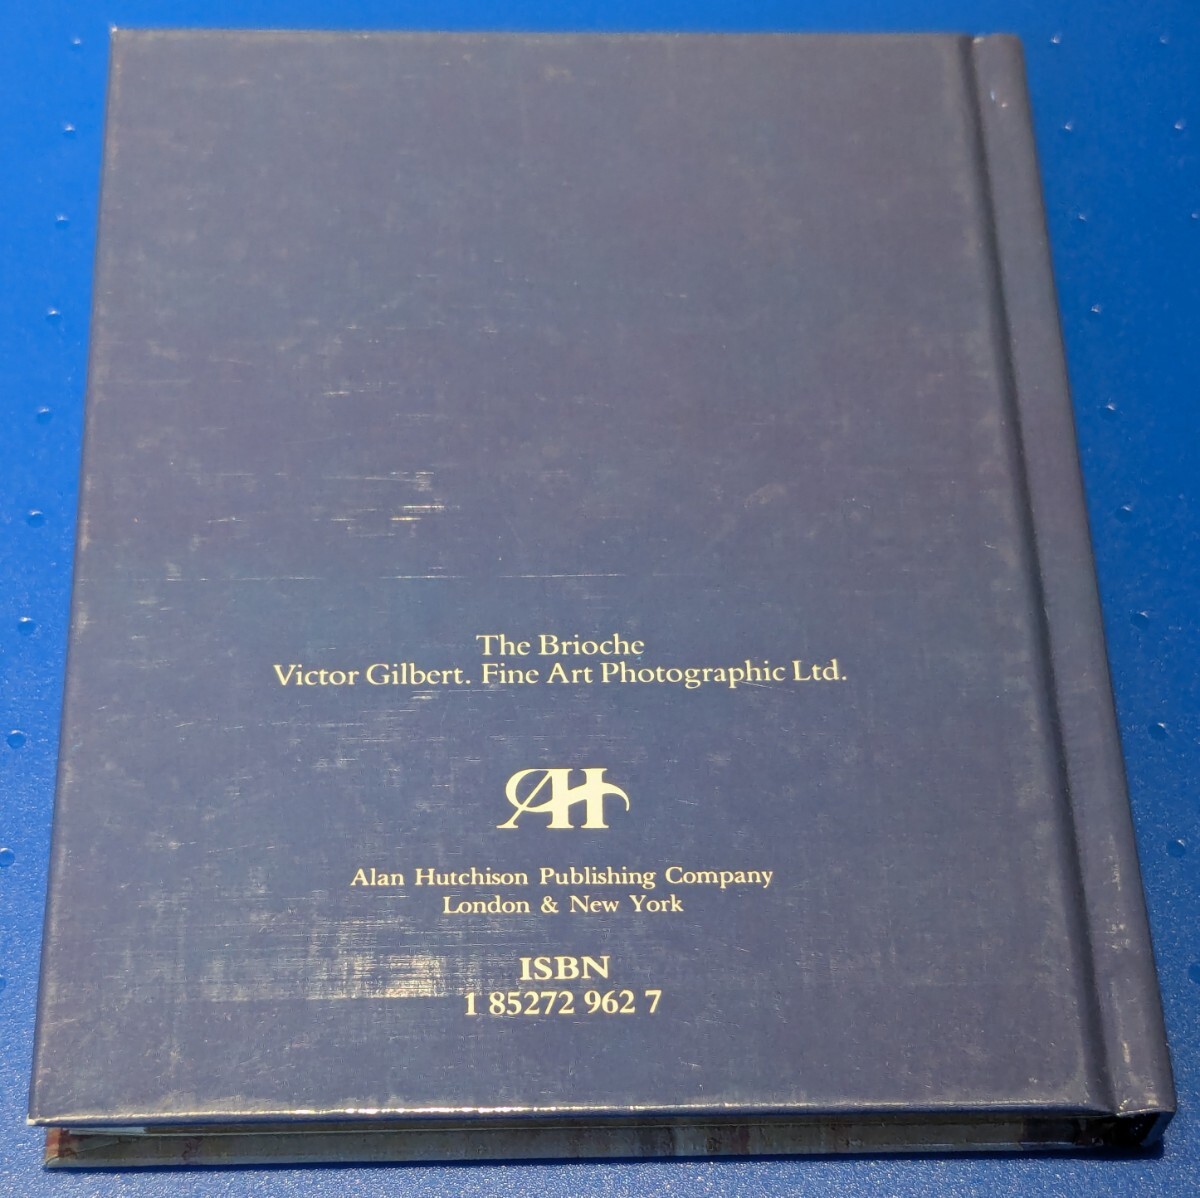 The Brioche
Victor Gilbert. Fine Art Photographic Ltd.
AH
Alan Hutchison Publishing Company
London & New York
ISBN
1 85272 962 7